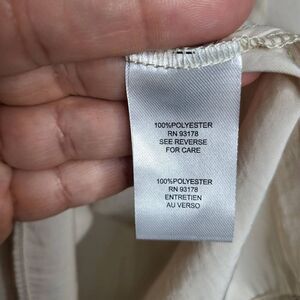 100%POLYESTER
RN 93178
SEE REVERSE
FOR CARE
100%POLYESTER
RN 93178
ENTRETIEN
AU VERSO